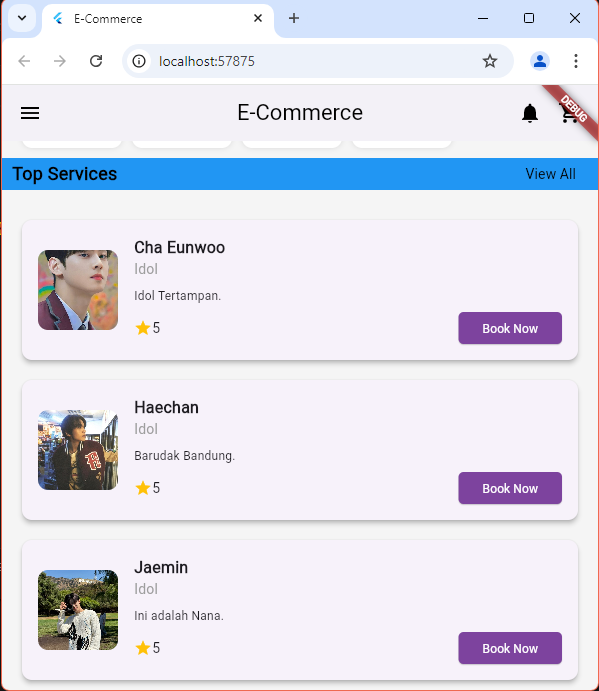 E-Commerce
localhost:57875
E-Commerce
DEBUG
Top Services
View All
Cha Eunwoo
Idol
Idol Tertampan.
5
Book Now
Haechan
Idol
Barudak Bandung.
5
Book Now
Jaemin
Idol
Ini adalah Nana.
5
Book Now